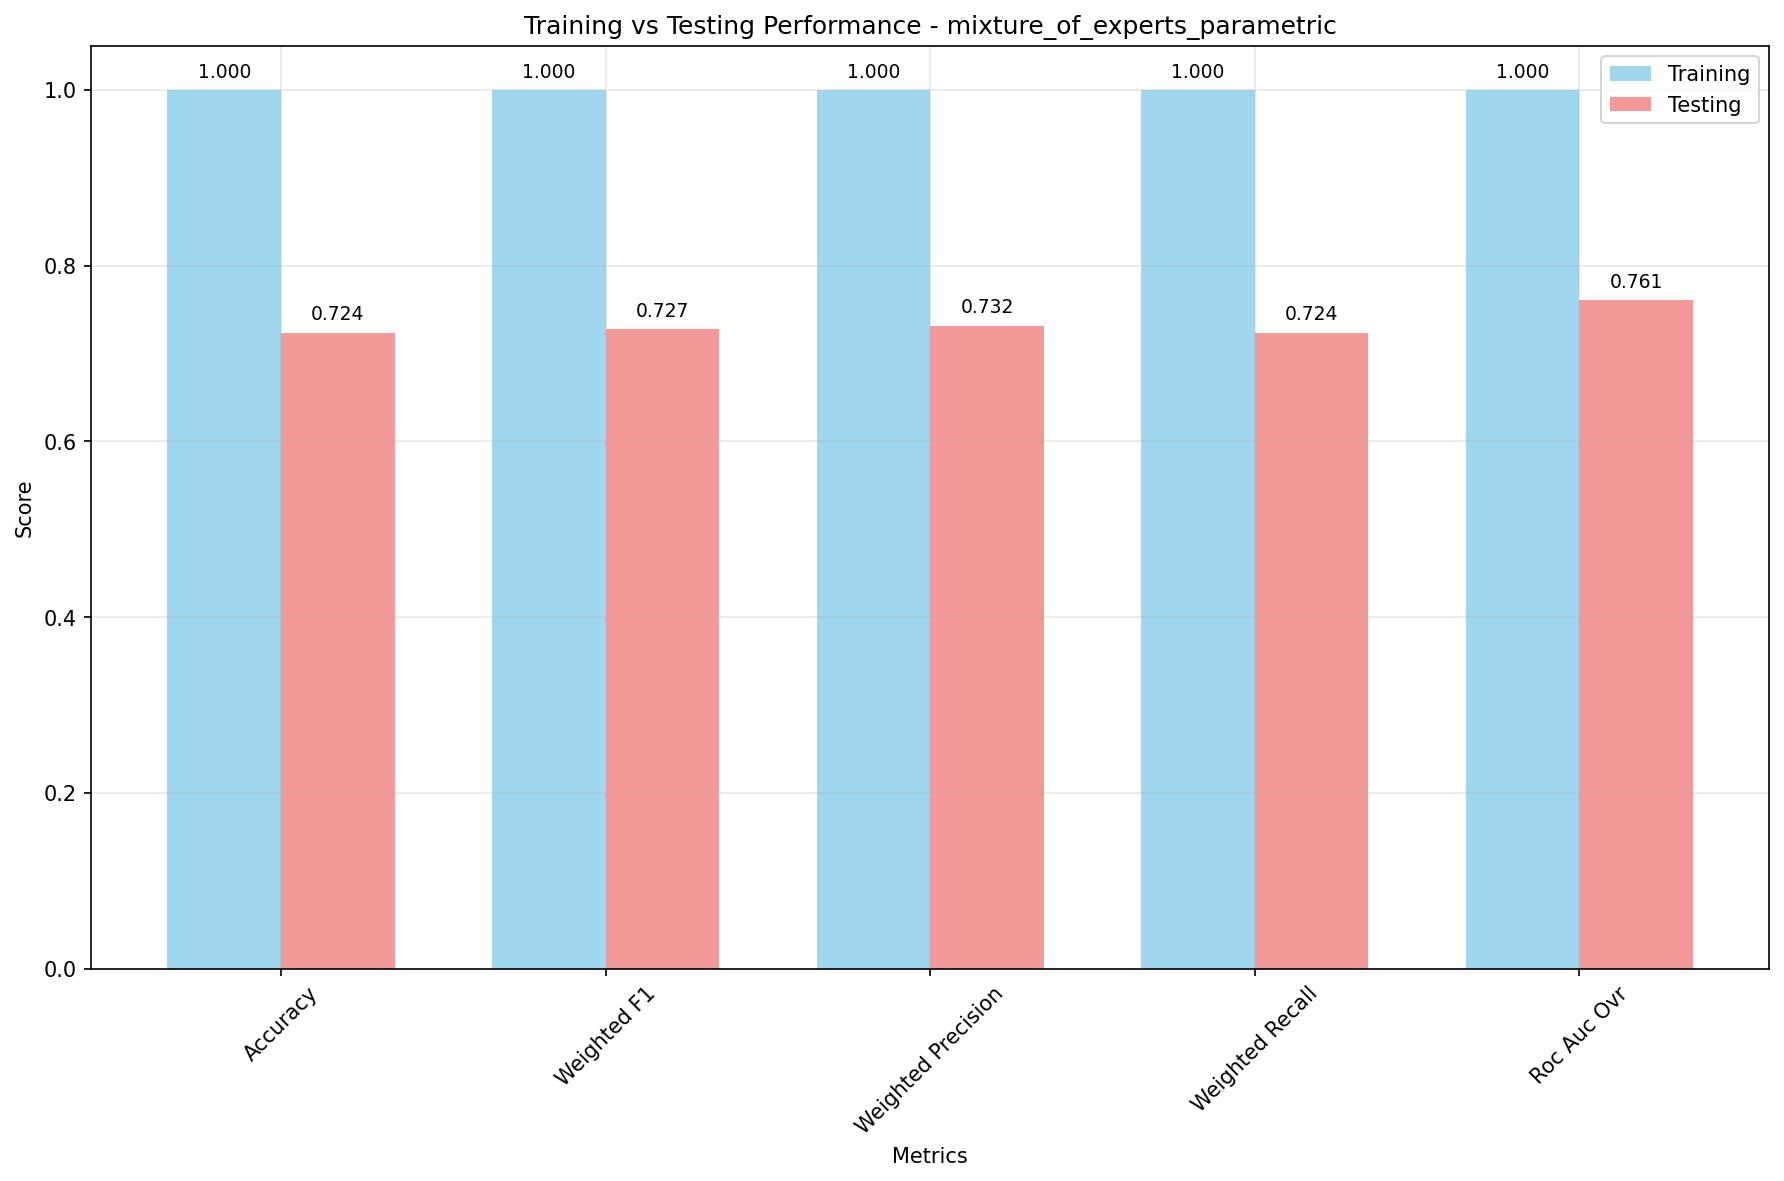 Training vs Testing Performance - mixture_of_experts_parametric
1.000
1.000
1.000
1.000
1.000
Training
Testing
0.724
0.727
0.732
0.724
0.761
1.0
0.8
0.6
0.4
0.2
0.0
Score
Accuracy
Weighted F1
Weighted Precision
Weighted Recall
Roc Auc Ovr
Metrics